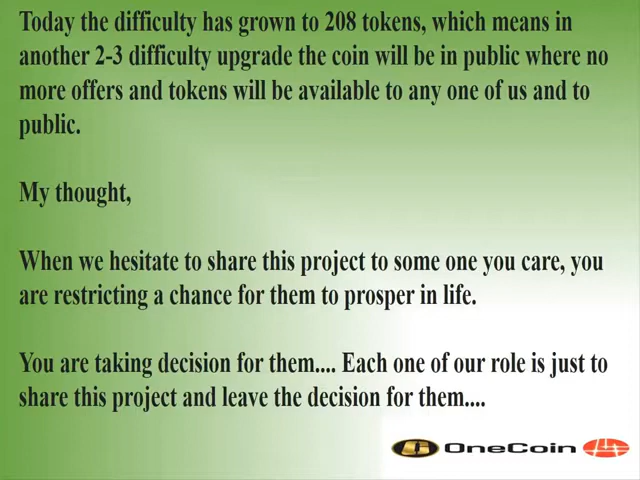 Today the difficulty has grown to 208 tokens, which means in
another 2-3 difficulty upgrade the coin will be in public where no
more offers and tokens will be available to any one of us and to
public.
My thought,
When we hesitate to share this project to some one you care, you
are restricting a chance for them to prosper in life.
You are taking decision for them.... Each one of our role is just to
share this project and leave the decision for them....
OneCoin